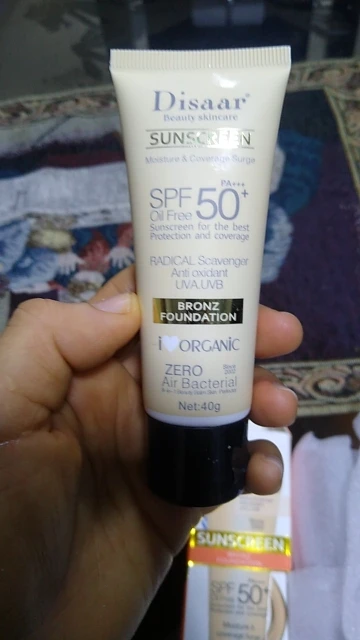 Disaar
Beauty skincare
SUNSCREEN
Moisture & Coverage Surge
SPF 50+
PA+++
Oil Free
Sunscreen for the best
Protection and coverage
RADICAL Scavenger
Anti oxidant
UVA.UVB
BRONZ
FOUNDATION
i ORGANiC
ZERO
Air Bacterial
Net:40g
SUNSCREEN
SPF 50+